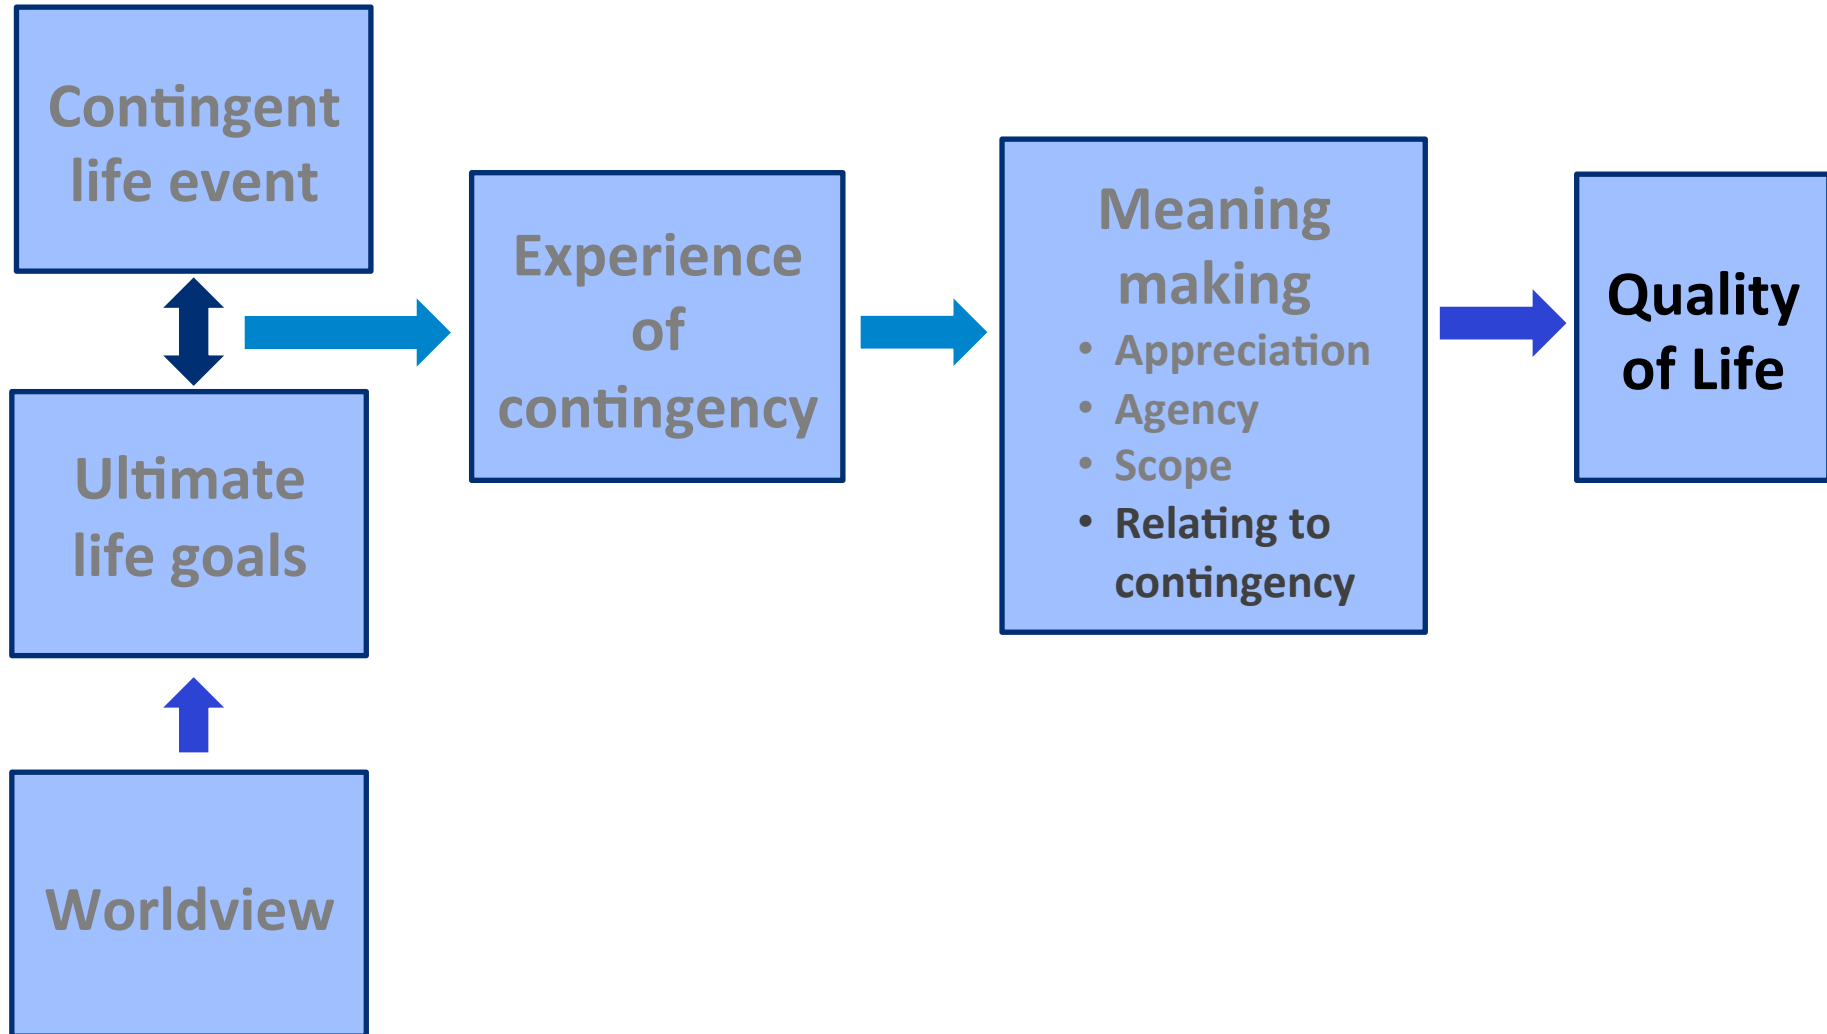 Contingent
life event
Ultimate
life goals
Worldview
Experience
of
contingency
Meaning
making
• Appreciation
• Agency
• Scope
• Relating to
contingency
Quality
of Life